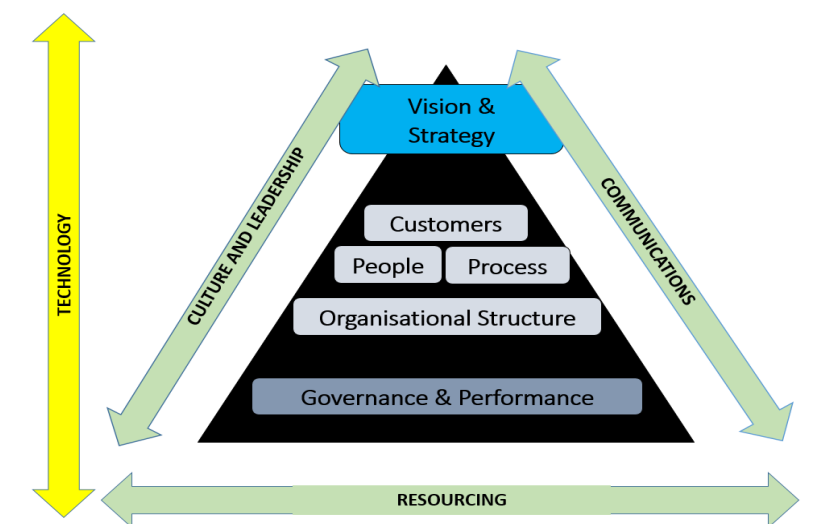 Vision &
Strategy
CULTURE AND LEADERSHIP
COMMUNICATIONS
TECHNOLOGY
Customers
People
Process
Organisational Structure
Governance & Performance
RESOURCING